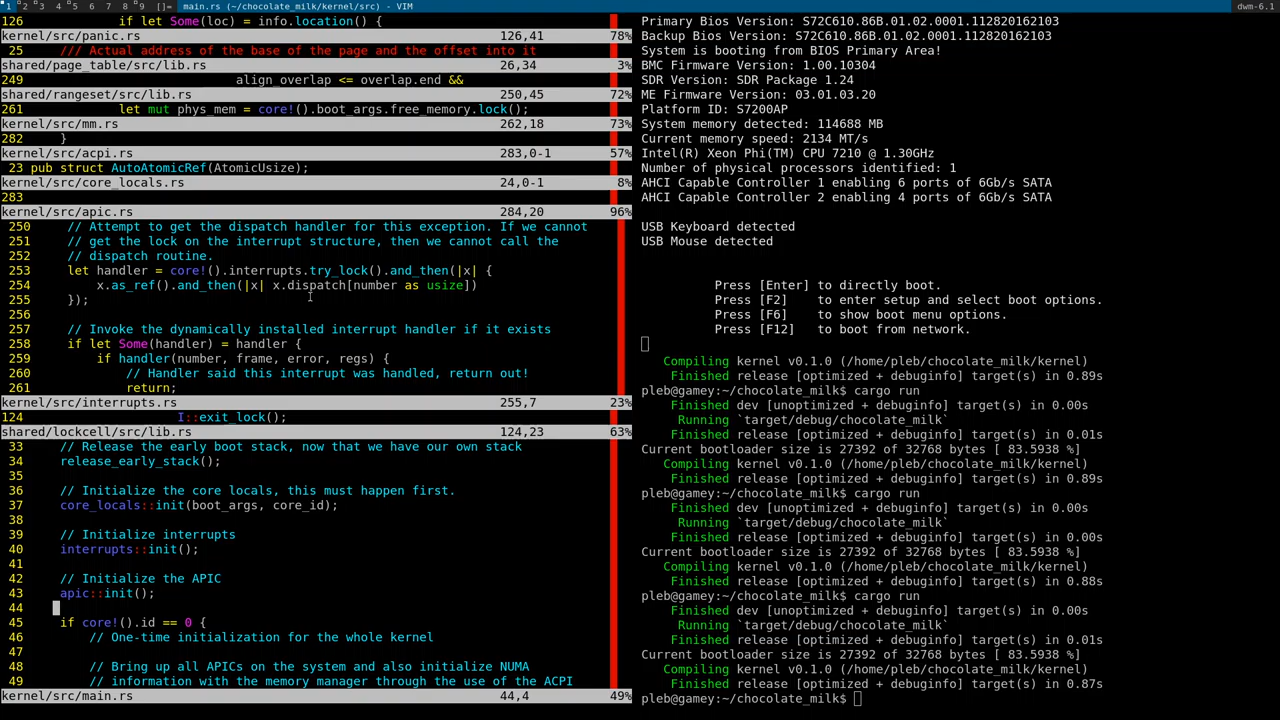 1 2 3 4 5 6 7 8 9 []= main.rs (~/chocolate_milk/kernel/src) - VIM dwm-6.1
126 if let Some(loc) = info.location() {
kernel/src/panic.rs 126,41 78%
25 /// Actual address of the base of the page and the offset into it
shared/page_table/src/lib.rs 26,34 3%
249 align_overlap <= overlap.end &&
shared/rangeset/src/lib.rs 250,45 72%
261 let mut phys_mem = core!().boot_args.free_memory.lock();
kernel/src/mm.rs 262,18 73%
282 }
kernel/src/acpi.rs 283,0-1 57%
23 pub struct AutoAtomicRef(AtomicUsize);
kernel/src/core_locals.rs 24,0-1 8%
283
kernel/src/apic.rs 284,20 96%
250 // Attempt to get the dispatch handler for this exception. If we cannot
251 // get the lock on the interrupt structure, then we cannot call the
252 // dispatch routine.
253 let handler = core!().interrupts.try_lock().and_then(|x| {
254 x.as_ref().and_then(|x| x.dispatch[number as usize])
255 });
256
257 // Invoke the dynamically installed interrupt handler if it exists
258 if let Some(handler) = handler {
259 if handler(number, frame, error, regs) {
260 // Handler said this interrupt was handled, return out!
261 return;
kernel/src/interrupts.rs 255,7 23%
124 I::exit_lock();
shared/lockcell/src/lib.rs 124,23 63%
33 // Release the early boot stack, now that we have our own stack
34 release_early_stack();
35
36 // Initialize the core locals, this must happen first.
37 core_locals::init(boot_args, core_id);
38
39 // Initialize interrupts
40 interrupts::init();
41
42 // Initialize the APIC
43 apic::init();
44
45 if core!().id == 0 {
46 // One-time initialization for the whole kernel
47
48 // Bring up all APICs on the system and also initialize NUMA
49 // information with the memory manager through the use of the ACPI
kernel/src/main.rs 44,4 49%
Primary Bios Version: S72C610.86B.01.02.0001.112820162103
Backup Bios Version: S72C610.86B.01.02.0001.112820162103
System is booting from BIOS Primary Area!
BMC Firmware Version: 1.00.10304
SDR Version: SDR Package 1.24
ME Firmware Version: 03.01.03.20
Platform ID: S7200AP
System memory detected: 114688 MB
Current memory speed: 2134 MT/s
Intel(R) Xeon Phi(TM) CPU 7210 @ 1.30GHz
Number of physical processors identified: 1
AHCI Capable Controller 1 enabling 6 ports of 6Gb/s SATA
AHCI Capable Controller 2 enabling 4 ports of 6Gb/s SATA
USB Keyboard detected
USB Mouse detected
Press [Enter] to directly boot.
Press [F2] to enter setup and select boot options.
Press [F6] to show boot menu options.
Press [F12] to boot from network.
Compiling kernel v0.1.0 (/home/pleb/chocolate_milk/kernel)
Finished release [optimized + debuginfo] target(s) in 0.89s
pleb@gamey:~/chocolate_milk$ cargo run
Finished dev [unoptimized + debuginfo] target(s) in 0.00s
Running `target/debug/chocolate_milk`
Finished release [optimized + debuginfo] target(s) in 0.01s
Current bootloader size is 27392 of 32768 bytes [ 83.5938 %]
Compiling kernel v0.1.0 (/home/pleb/chocolate_milk/kernel)
Finished release [optimized + debuginfo] target(s) in 0.89s
pleb@gamey:~/chocolate_milk$ cargo run
Finished dev [unoptimized + debuginfo] target(s) in 0.00s
Running `target/debug/chocolate_milk`
Finished release [optimized + debuginfo] target(s) in 0.00s
Current bootloader size is 27392 of 32768 bytes [ 83.5938 %]
Compiling kernel v0.1.0 (/home/pleb/chocolate_milk/kernel)
Finished release [optimized + debuginfo] target(s) in 0.88s
pleb@gamey:~/chocolate_milk$ cargo run
Finished dev [unoptimized + debuginfo] target(s) in 0.00s
Running `target/debug/chocolate_milk`
Finished release [optimized + debuginfo] target(s) in 0.01s
Current bootloader size is 27392 of 32768 bytes [ 83.5938 %]
Compiling kernel v0.1.0 (/home/pleb/chocolate_milk/kernel)
Finished release [optimized + debuginfo] target(s) in 0.87s
pleb@gamey:~/chocolate_milk$